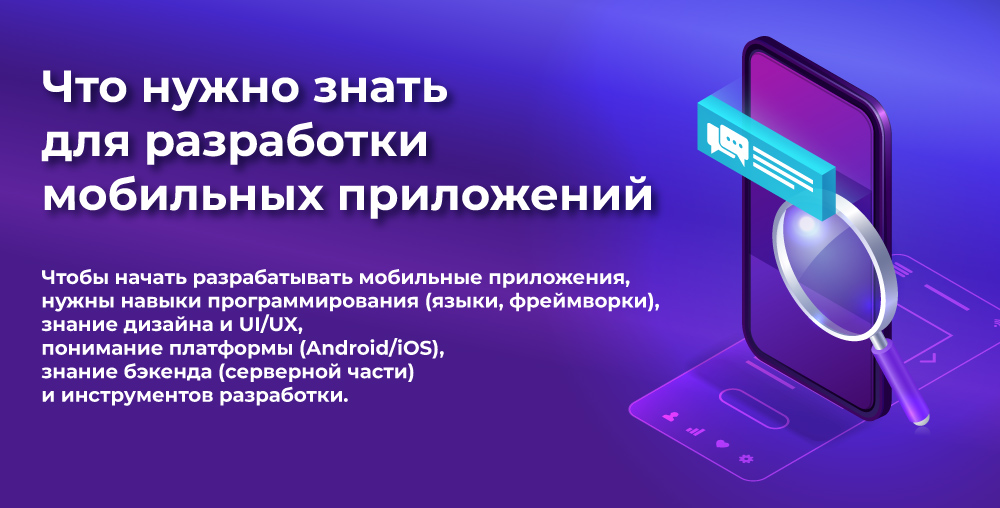 Что нужно знать
для разработки
мобильных приложений
Чтобы начать разрабатывать мобильные приложения,
нужны навыки программирования (языки, фреймворки),
знание дизайна и UI/UX,
понимание платформы (Android/iOS),
знание бэкенда (серверной части)
и инструментов разработки.